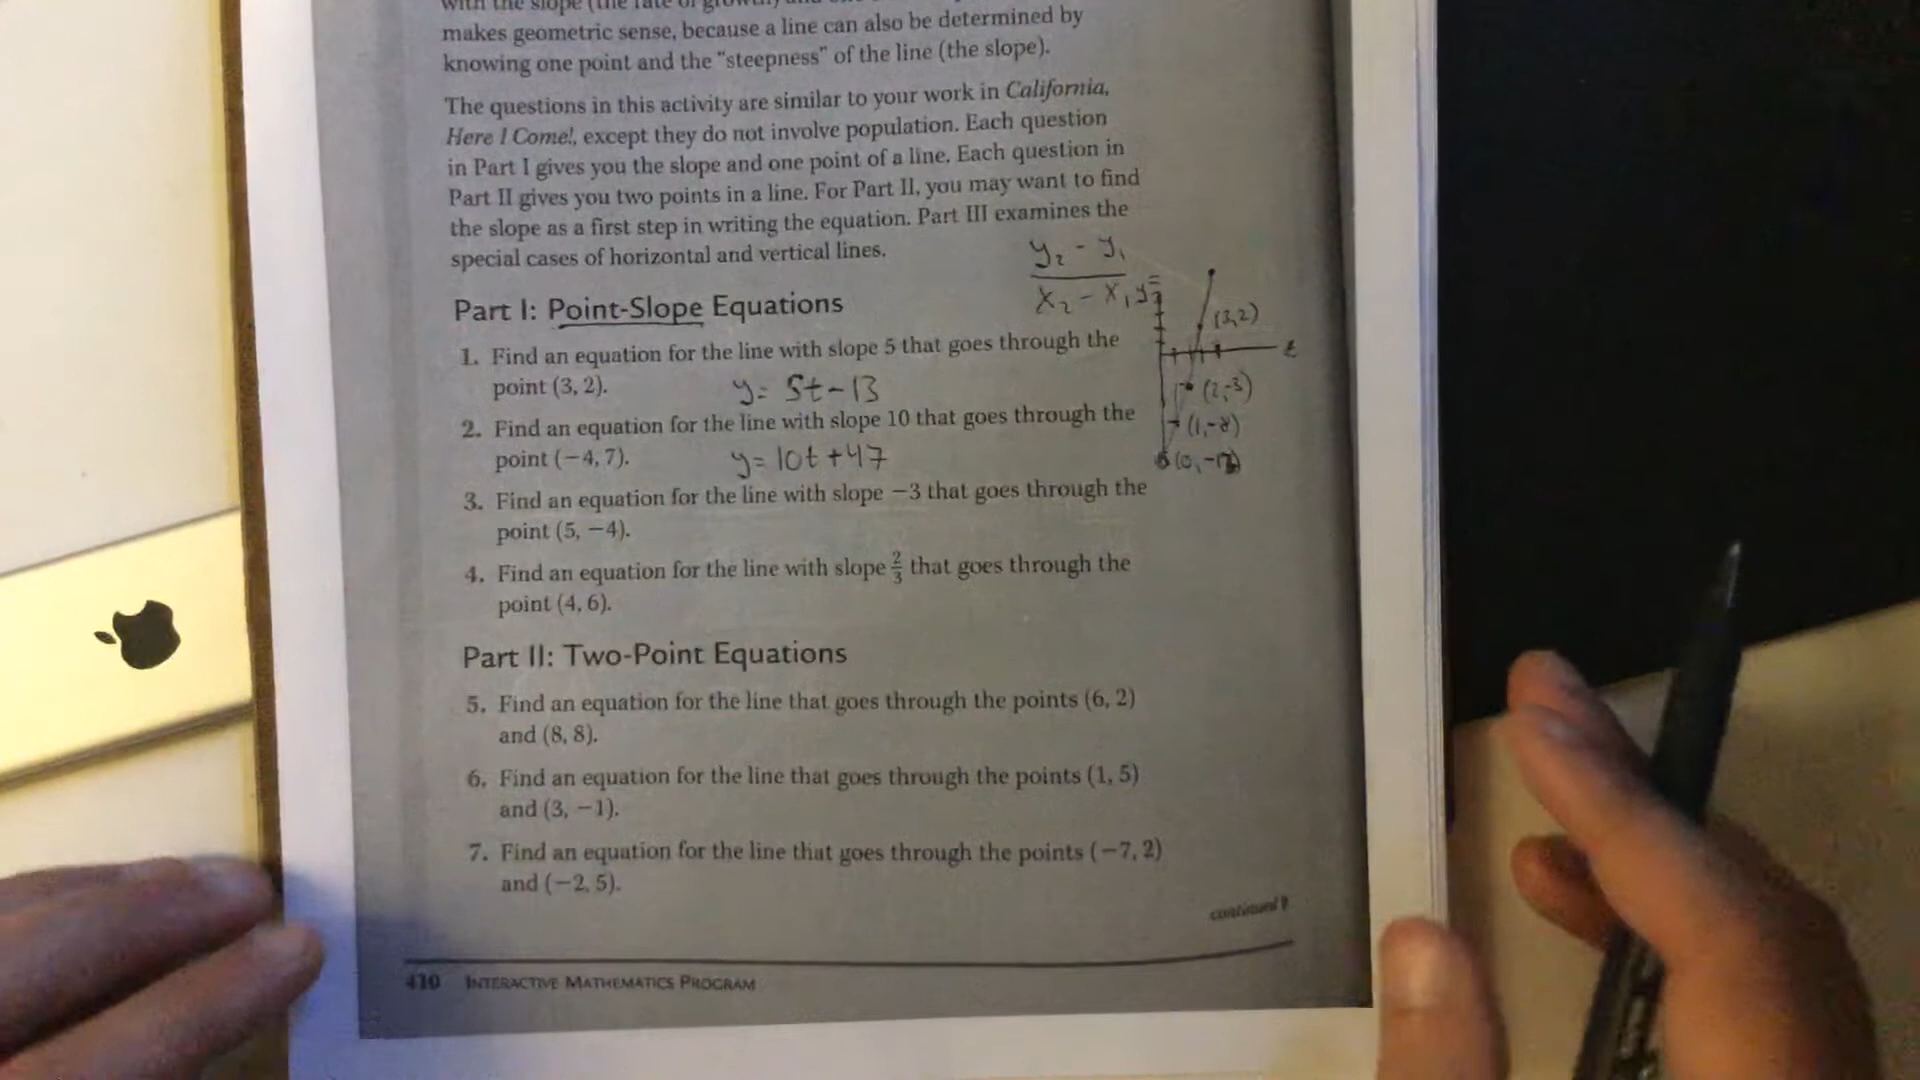 with the slope (the rate of growth) and
makes geometric sense, because a line can also be determined by
knowing one point and the “steepness” of the line (the slope).
The questions in this activity are similar to your work in California,
Here I Come!, except they do not involve population. Each question
in Part I gives you the slope and one point of a line. Each question in
Part II gives you two points in a line. For Part II, you may want to find
the slope as a first step in writing the equation. Part III examines the
special cases of horizontal and vertical lines.
y₂ - y₁
x₂ - x₁
Part I: Point-Slope Equations
(3,2)
t
1. Find an equation for the line with slope 5 that goes through the
point (3, 2).
y = 5t - 13
(2,-3)
2. Find an equation for the line with slope 10 that goes through the
(1,-8)
point (−4, 7).
y = 10t + 47
3. Find an equation for the line with slope −3 that goes through the
point (5, −4).
4. Find an equation for the line with slope 2/3 that goes through the
point (4, 6).
Part II: Two-Point Equations
5. Find an equation for the line that goes through the points (6, 2)
and (8, 8).
6. Find an equation for the line that goes through the points (1, 5)
and (3, −1).
7. Find an equation for the line that goes through the points (−7, 2)
and (−2, 5).
continued
410 INTERACTIVE MATHEMATICS PROGRAM